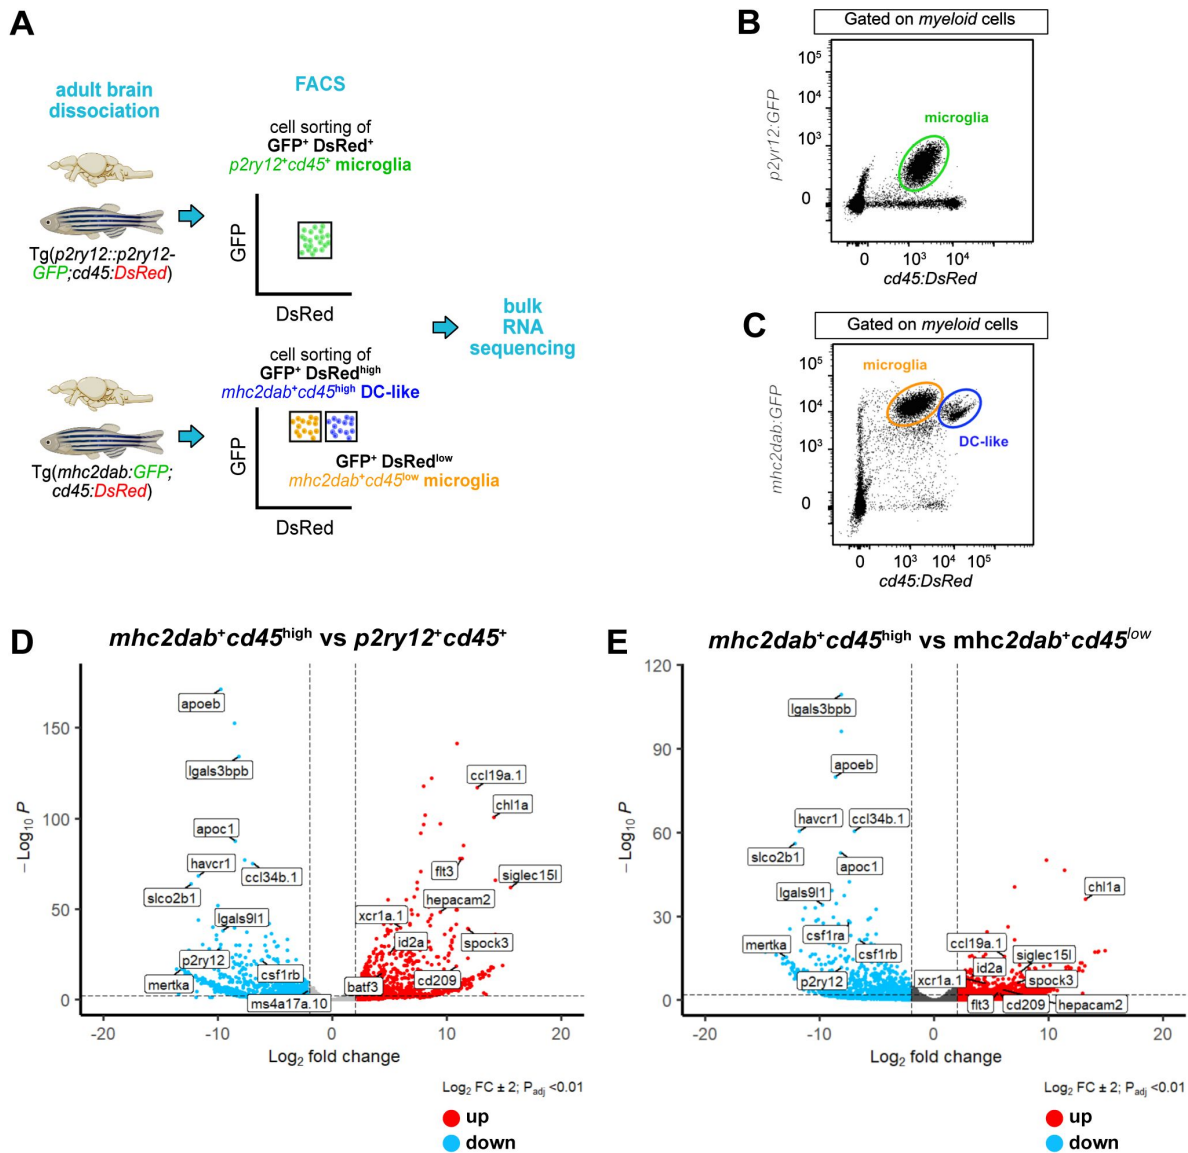 A
adult brain
dissociation
FACS
cell sorting of
GFP⁺ DsRed⁺
p2ry12⁺cd45⁺ microglia
GFP
DsRed
Tg(p2ry12::p2ry12-
GFP;cd45:DsRed)
bulk
RNA
sequencing
cell sorting of
GFP⁺ DsRedʰⁱᵍʰ
mhc2dab⁺cd45ʰⁱᵍʰ DC-like
GFP
GFP⁺ DsRedˡᵒʷ
mhc2dab⁺cd45ˡᵒʷ microglia
DsRed
Tg(mhc2dab:GFP;
cd45:DsRed)
B
Gated on myeloid cells
p2yr12:GFP
10⁵
10⁴
10³
0
microglia
0 10³ 10⁴
cd45:DsRed
C
Gated on myeloid cells
mhc2dab:GFP
10⁵
10⁴
10³
0
microglia
DC-like
0 10³ 10⁴ 10⁵
cd45:DsRed
D
mhc2dab⁺cd45ʰⁱᵍʰ vs p2ry12⁺cd45⁺
−Log₁₀ P
150
100
50
0
apoeb
lgals3bpb
ccl19a.1
chl1a
apoc1
havcr1
ccl34b.1
flt3
siglec15l
slco2b1
hepacam2
lgals9l1
xcr1a.1
id2a
spock3
p2ry12
csf1rb
cd209
mertka
batf3
ms4a17a.10
-20 -10 0 10 20
Log₂ fold change
Log₂ FC ± 2; Pₐdⱼ <0.01
up
down
E
mhc2dab⁺cd45ʰⁱᵍʰ vs mhc2dab⁺cd45ˡᵒʷ
−Log₁₀ P
120
90
60
30
0
lgals3bpb
apoeb
havcr1
ccl34b.1
slco2b1
apoc1
lgals9l1
chl1a
csf1ra
mertka
csf1rb
ccl19a.1
siglec15l
id2a
p2ry12
xcr1a.1
spock3
flt3
cd209
hepacam2
-20 -10 0 10 20
Log₂ fold change
Log₂ FC ± 2; Pₐdⱼ <0.01
up
down